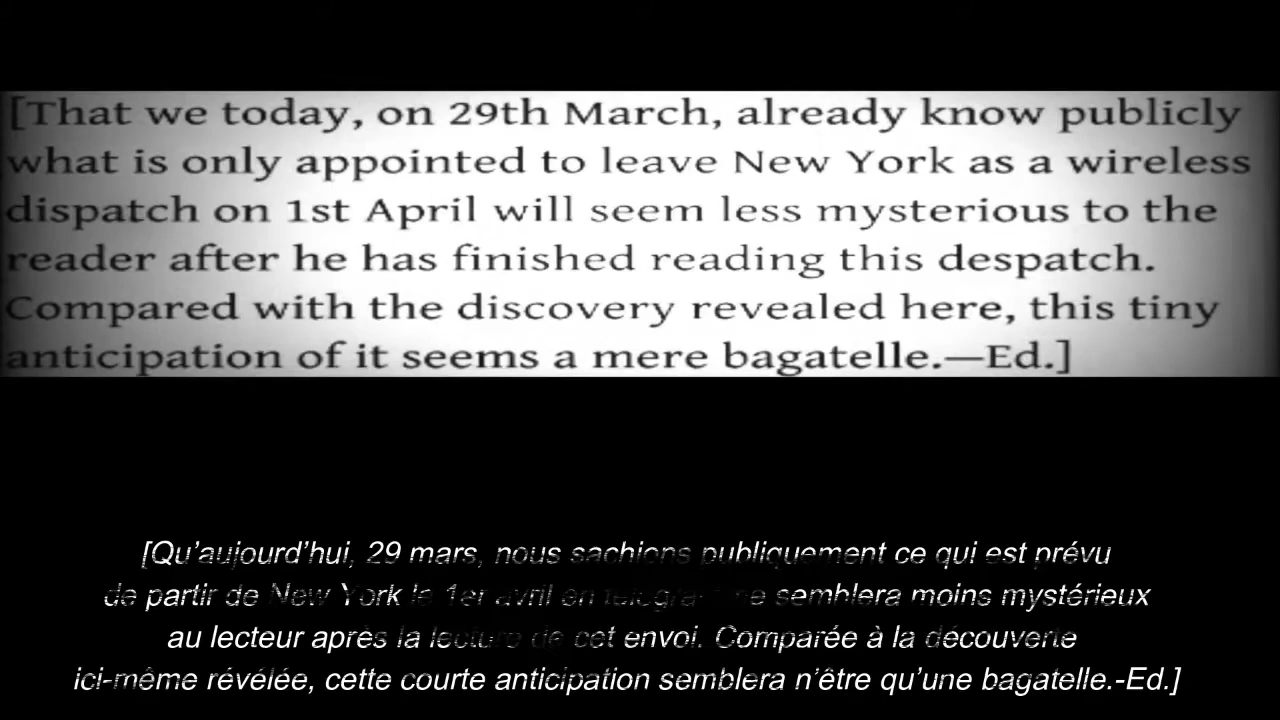 [That we today, on 29th March, already know publicly
what is only appointed to leave New York as a wireless
dispatch on 1st April will seem less mysterious to the
reader after he has finished reading this despatch.
Compared with the discovery revealed here, this tiny
anticipation of it seems a mere bagatelle.—Ed.]
[Qu'aujourd'hui, 29 mars, nous sachions publiquement ce qui est prévu
de partir de New York le 1er avril en semblera moins mystérieux
au lecteur après la lecture de cet envoi. Comparée à la découverte
ici-même révélée, cette courte anticipation semblera n'être qu'une bagatelle.-Ed.]